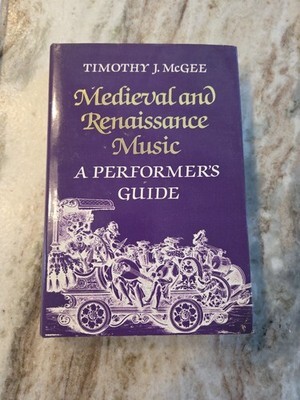 TIMOTHY J. McGEE
Medieval and
Renaissance
Music
A PERFORMER'S
GUIDE